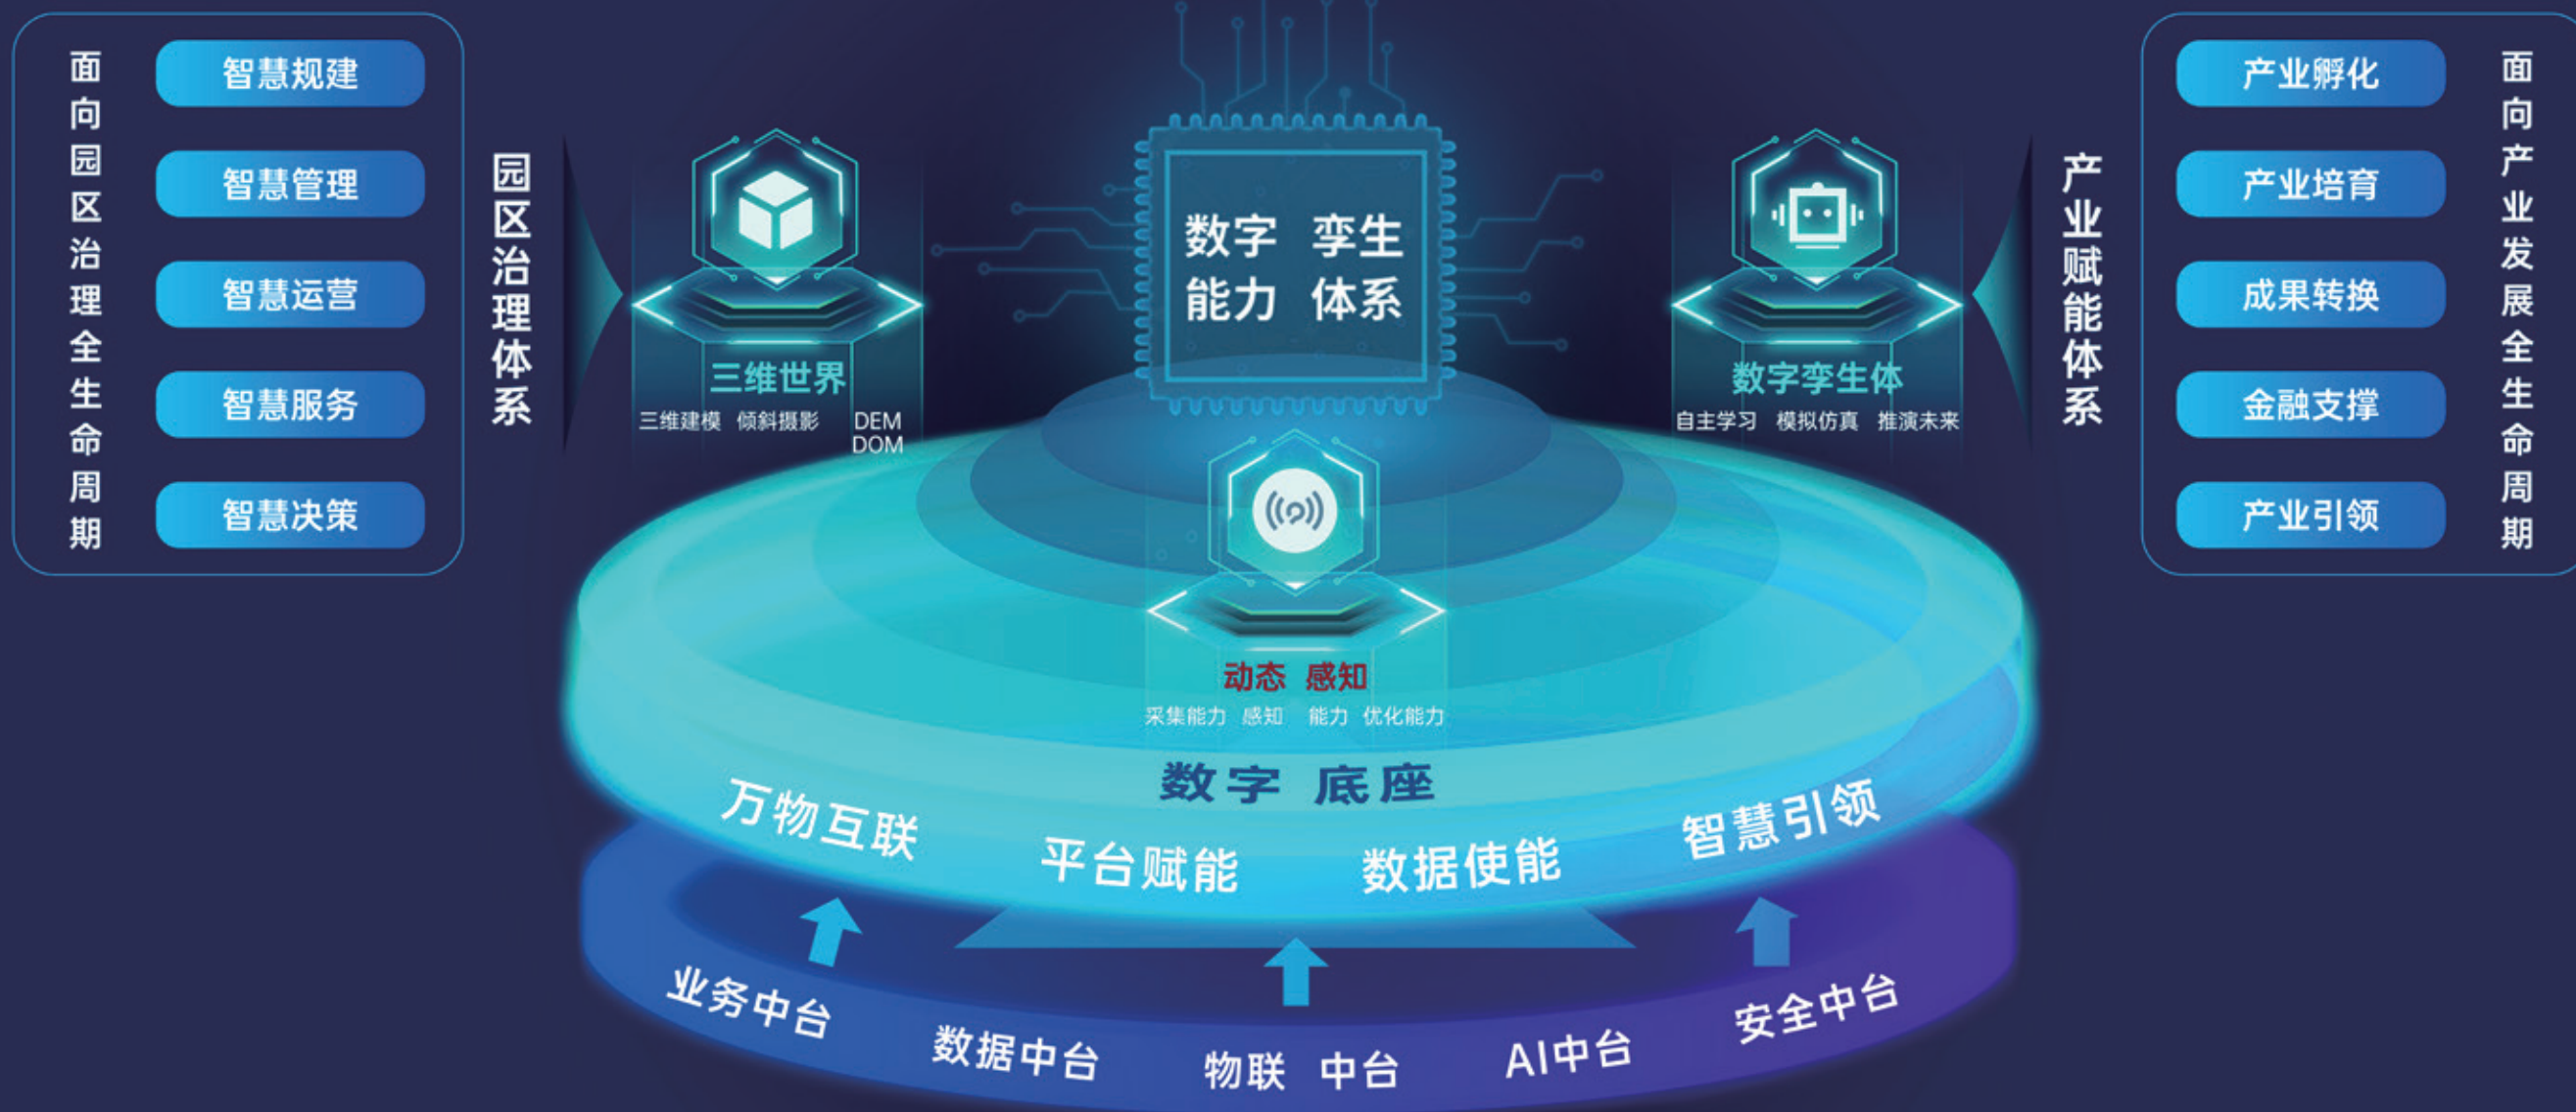 面向园区治理全生命周期
智慧规建
智慧管理
智慧运营
智慧服务
智慧决策
园区治理体系
三维世界
三维建模 倾斜摄影 DEM
DOM
数字 孪生
能力 体系
数字孪生体
自主学习 模拟仿真 推演未来
产业赋能体系
产业孵化
产业培育
成果转换
金融支撑
产业引领
面向产业发展全生命周期
动态 感知
采集能力 感知 能力 优化能力
数字 底座
万物互联
平台赋能
数据使能
智慧引领
业务中台
数据中台
物联 中台
AI中台
安全中台